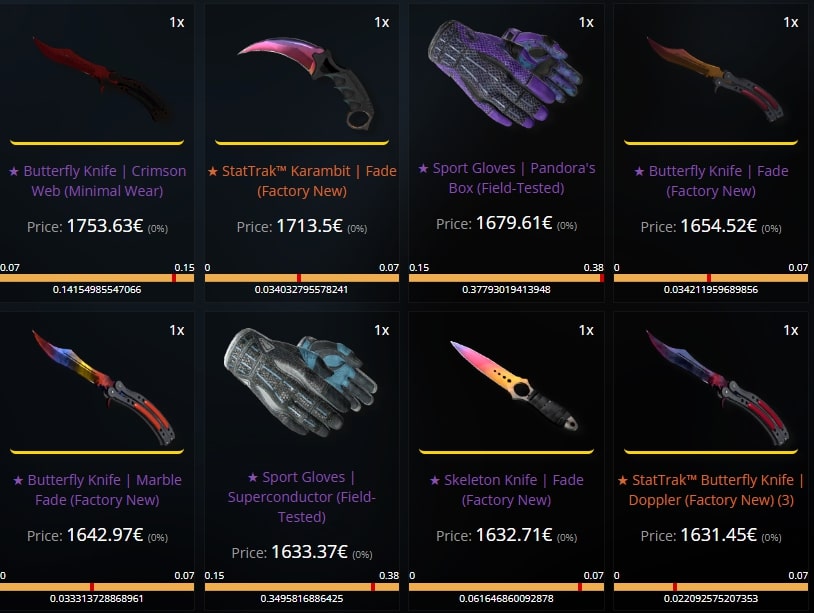 1x
★ Butterfly Knife | Crimson
Web (Minimal Wear)
Price: 1753.63€ (0%)
0.07 0.15
0.14154985547066
1x
★ StatTrak™ Karambit | Fade
(Factory New)
Price: 1713.5€ (0%)
0 0.07
0.034032795578241
1x
★ Sport Gloves | Pandora's
Box (Field-Tested)
Price: 1679.61€ (0%)
0.15 0.38
0.37793019413948
1x
★ Butterfly Knife | Fade
(Factory New)
Price: 1654.52€ (0%)
0 0.07
0.034211959689856
1x
★ Butterfly Knife | Marble
Fade (Factory New)
Price: 1642.97€ (0%)
0 0.07
0.033313728868961
1x
★ Sport Gloves |
Superconductor (Field-
Tested)
Price: 1633.37€ (0%)
0.15 0.38
0.3495816886425
1x
★ Skeleton Knife | Fade
(Factory New)
Price: 1632.71€ (0%)
0 0.07
0.061646860092878
1x
★ StatTrak™ Butterfly Knife |
Doppler (Factory New) (3)
Price: 1631.45€ (0%)
0 0.07
0.022092575207353